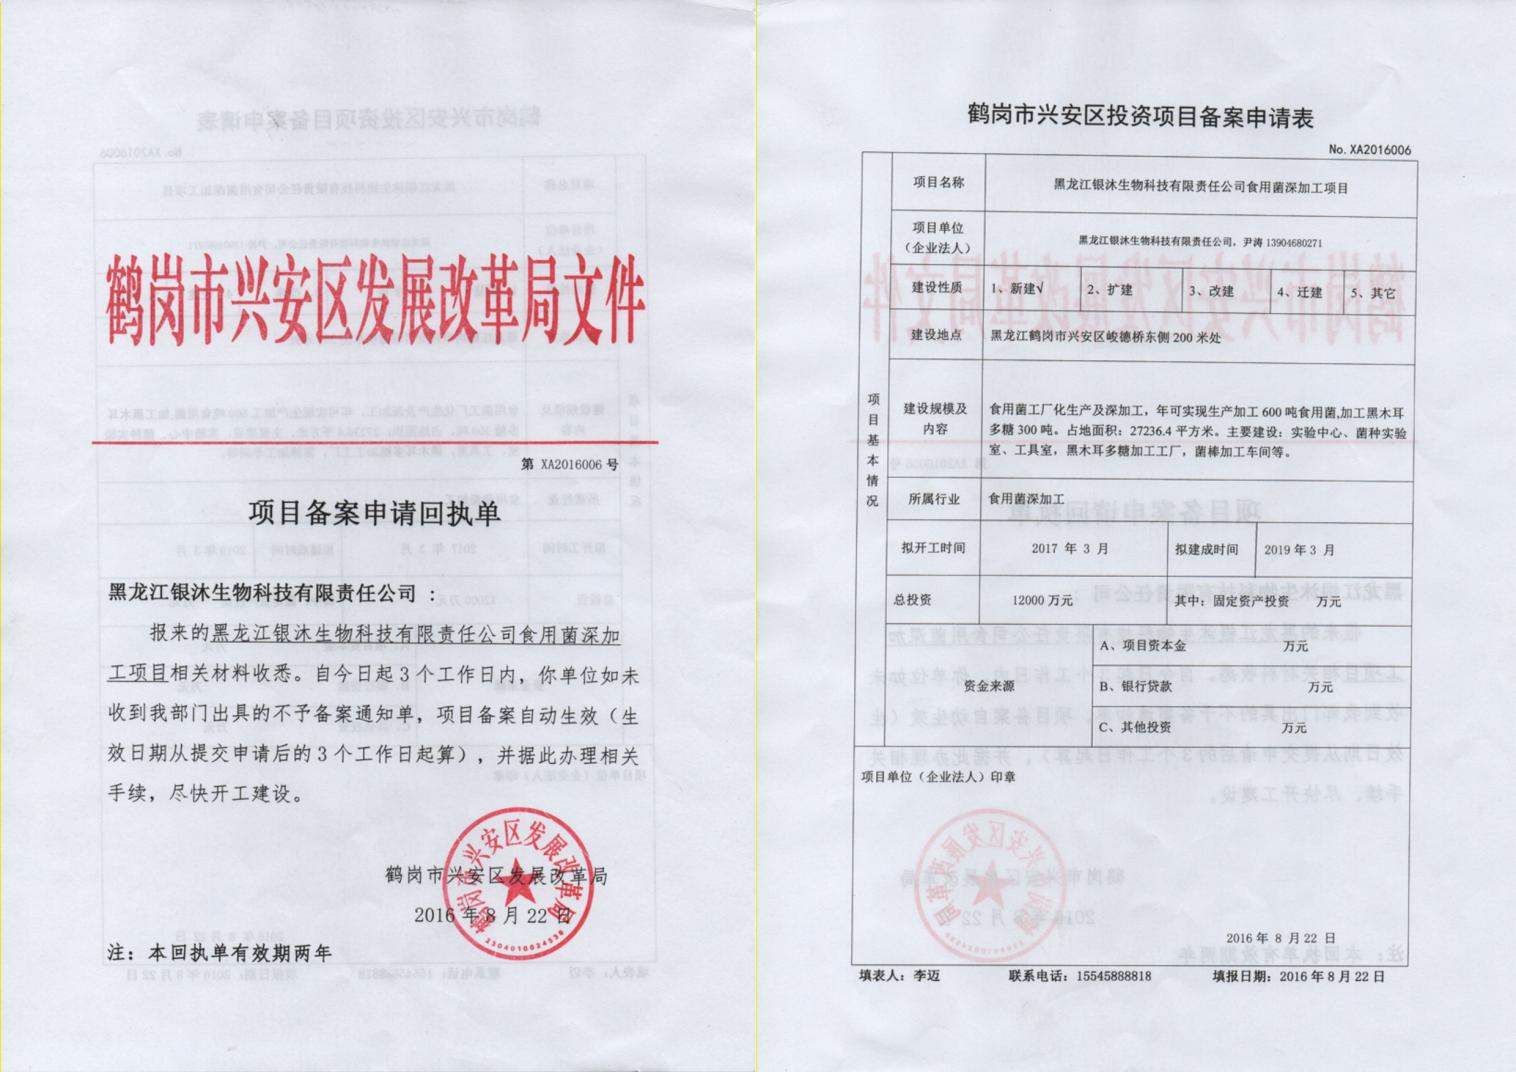 鹤岗市兴安区发展改革局文件
第 XA2016006 号
项目备案申请回执单
黑龙江银沐生物科技有限责任公司：
报来的黑龙江银沐生物科技有限责任公司食用菌深加
工项目相关材料收悉。自今日起3个工作日内，你单位如未
收到我部门出具的不予备案通知单，项目备案自动生效（生
效日期从提交申请后的3个工作日起算），并据此办理相关
手续，尽快开工建设。
鹤岗市兴安区发展改革局
2016 年 8 月 22 日
鹤岗市兴安区发展改革局
注：本回执单有效期两年
鹤岗市兴安区投资项目备案申请表
No. XA2016006
项目基本情况
项目名称 黑龙江银沐生物科技有限责任公司食用菌深加工项目
项目单位
（企业法人） 黑龙江银沐生物科技有限责任公司，尹涛 13904680271
建设性质 1、新建√ 2、扩建 3、改建 4、迁建 5、其它
建设地点 黑龙江鹤岗市兴安区峻德桥东侧 200 米处
建设规模及
内容
食用菌工厂化生产及深加工，年可实现生产加工 600 吨食用菌,加工黑木耳
多糖 300 吨。占地面积：27236.4 平方米。主要建设：实验中心、菌种实验
室、工具室，黑木耳多糖加工工厂，菌棒加工车间等。
所属行业 食用菌深加工
拟开工时间 2017 年 3 月 拟建成时间 2019 年 3 月
总投资 12000 万元 其中：固定资产投资 万元
资金来源
A、项目资本金 万元
B、银行贷款 万元
C、其他投资 万元
项目单位（企业法人）印章
2016 年 8 月 22 日
填表人：李迈 联系电话：15545888818 填报日期：2016 年 8 月 22 日